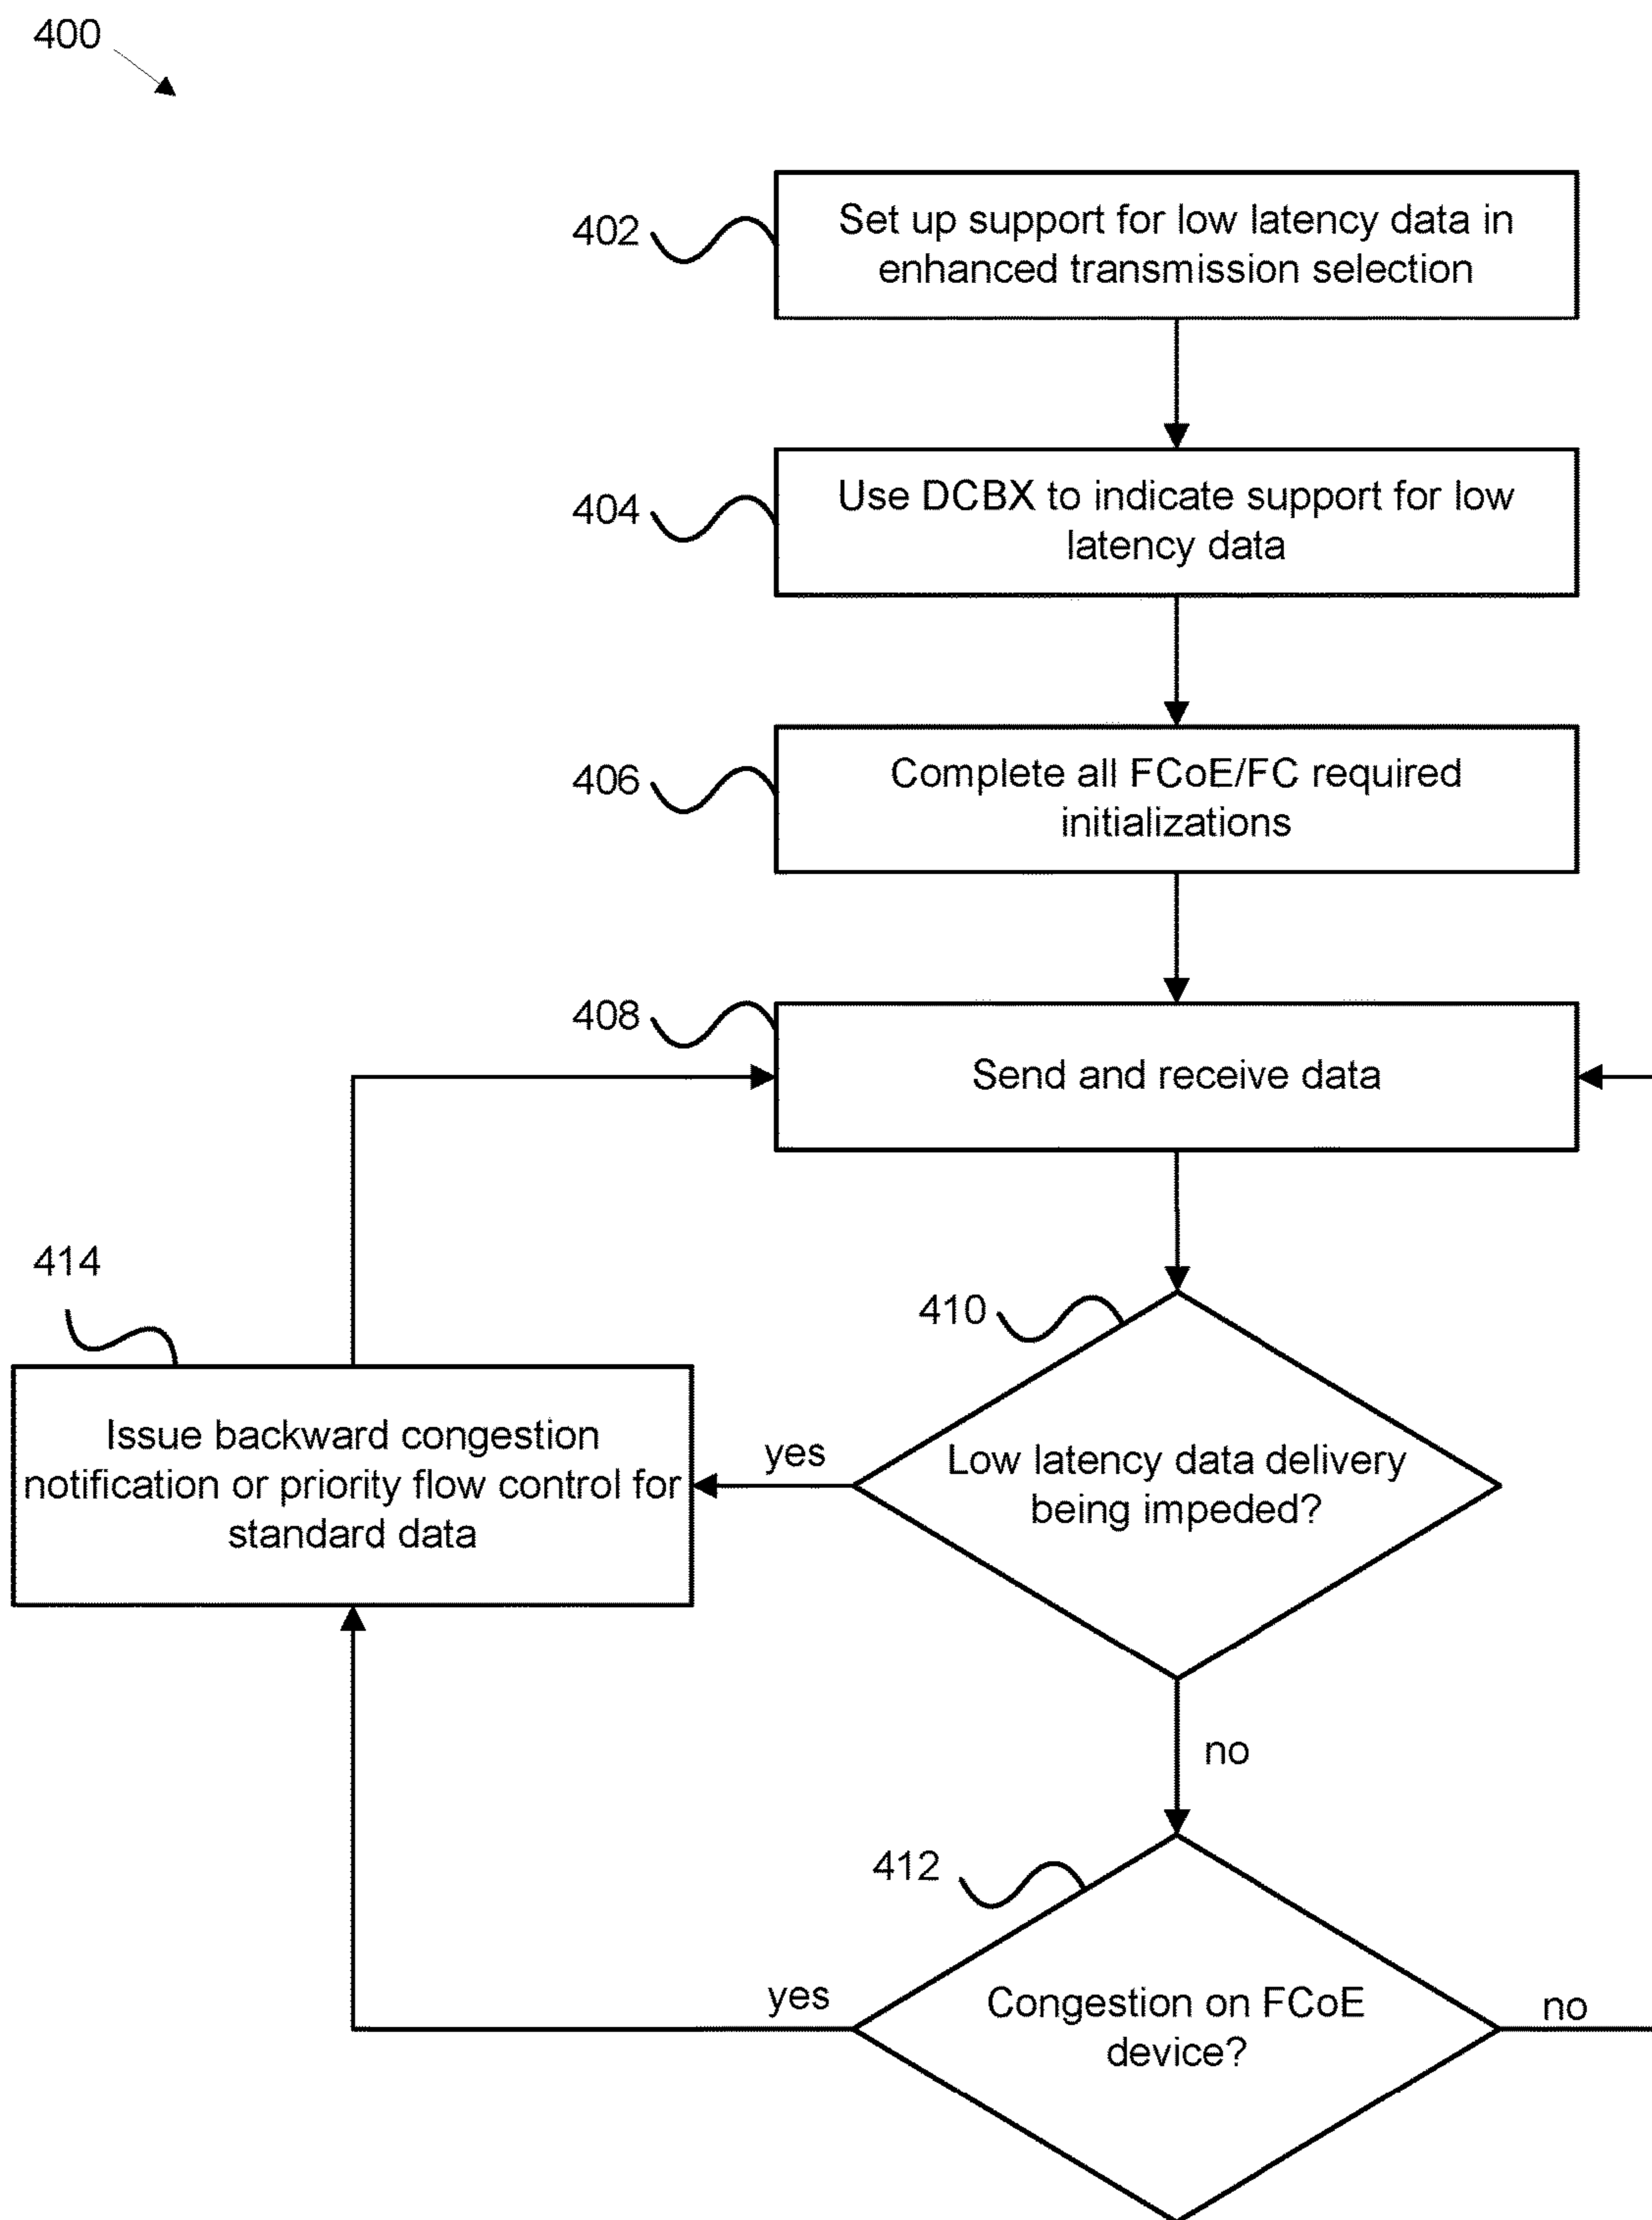 400
402
Set up support for low latency data in
enhanced transmission selection
404
Use DCBX to indicate support for low
latency data
406
Complete all FCoE/FC required
initializations
408
Send and receive data
414
410
Issue backward congestion
notification or priority flow control for
standard data
yes
Low latency data delivery
being impeded?
no
412
yes
Congestion on FCoE
device?
no